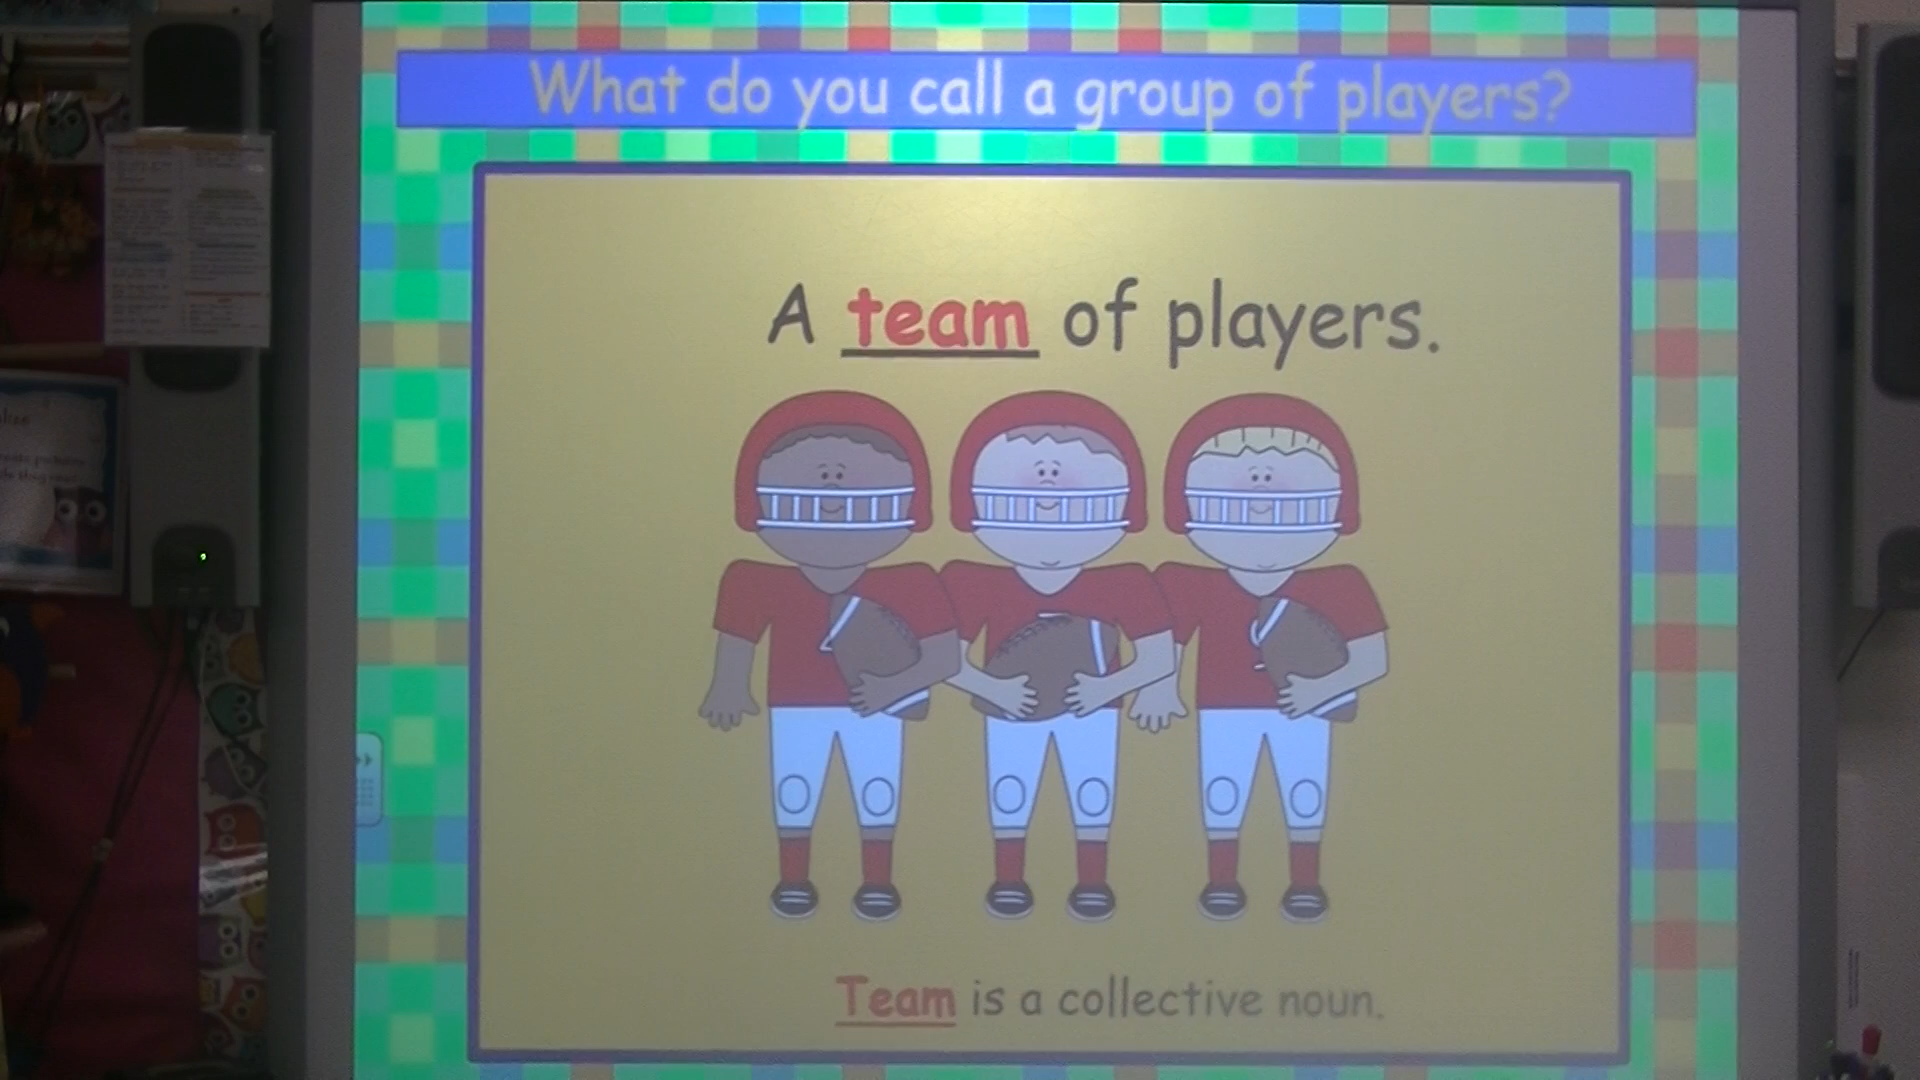 What do you call a group of players?
A team of players.
Team is a collective noun.